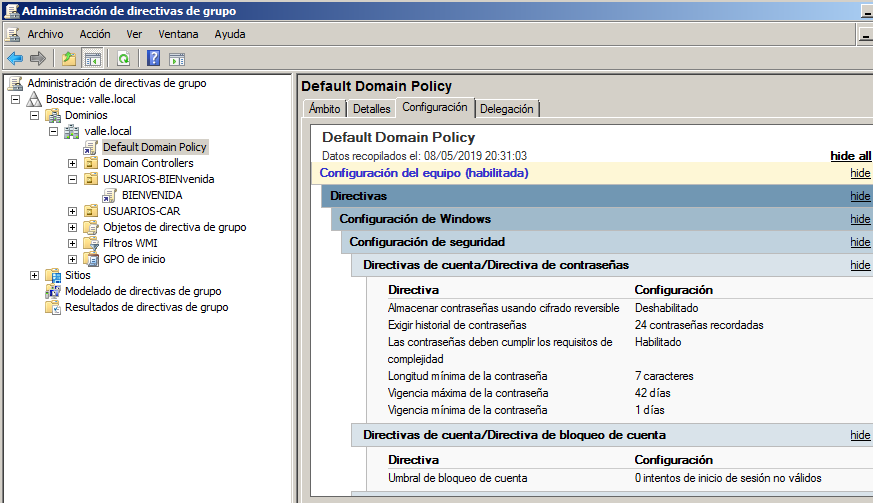 Administración de directivas de grupo
Archivo Acción Ver Ventana Ayuda
Administración de directivas de grupo
Bosque: valle.local
Dominios
valle.local
Default Domain Policy
Domain Controllers
USUARIOS-BIENvenida
BIENVENIDA
USUARIOS-CAR
Objetos de directiva de grupo
Filtros WMI
GPO de inicio
Sitios
Modelado de directivas de grupo
Resultados de directivas de grupo
Default Domain Policy
Ámbito Detalles Configuración Delegación
Default Domain Policy
Datos recopilados el: 08/05/2019 20:31:03 hide all
Configuración del equipo (habilitada) hide
Directivas hide
Configuración de Windows hide
Configuración de seguridad hide
Directivas de cuenta/Directiva de contraseñas hide
Directiva Configuración
Almacenar contraseñas usando cifrado reversible Deshabilitado
Exigir historial de contraseñas 24 contraseñas recordadas
Las contraseñas deben cumplir los requisitos de Habilitado
complejidad
Longitud mínima de la contraseña 7 caracteres
Vigencia máxima de la contraseña 42 días
Vigencia mínima de la contraseña 1 días
Directivas de cuenta/Directiva de bloqueo de cuenta hide
Directiva Configuración
Umbral de bloqueo de cuenta 0 intentos de inicio de sesión no válidos